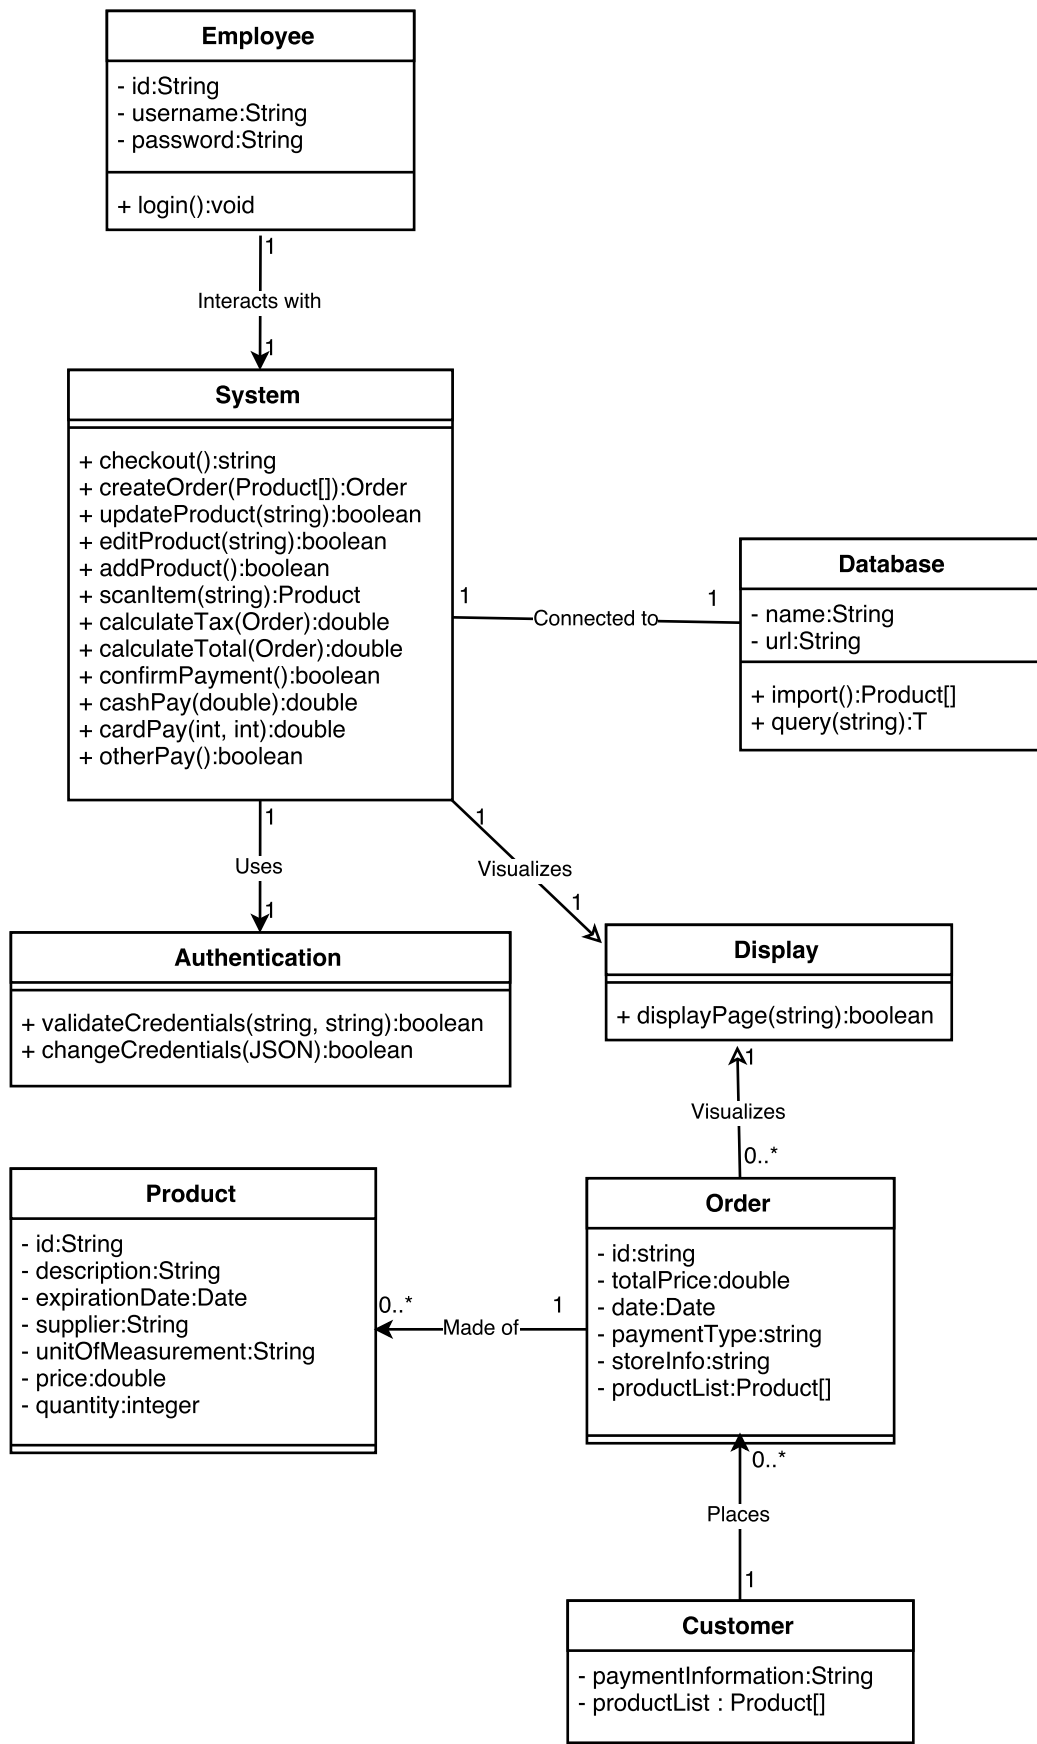 Employee
- id:String
- username:String
- password:String
+ login():void
1
Interacts with
1
System
+ checkout():string
+ createOrder(Product[]):Order
+ updateProduct(string):boolean
+ editProduct(string):boolean
+ addProduct():boolean
+ scanItem(string):Product
+ calculateTax(Order):double
+ calculateTotal(Order):double
+ confirmPayment():boolean
+ cashPay(double):double
+ cardPay(int, int):double
+ otherPay():boolean
1
Connected to
1
Database
- name:String
- url:String
+ import():Product[]
+ query(string):T
1
Uses
1
1
Visualizes
1
Authentication
+ validateCredentials(string, string):boolean
+ changeCredentials(JSON):boolean
Display
+ displayPage(string):boolean
1
Visualizes
0..*
Product
- id:String
- description:String
- expirationDate:Date
- supplier:String
- unitOfMeasurement:String
- price:double
- quantity:integer
0..*
Made of
1
Order
- id:string
- totalPrice:double
- date:Date
- paymentType:string
- storeInfo:string
- productList:Product[]
0..*
Places
1
Customer
- paymentInformation:String
- productList : Product[]